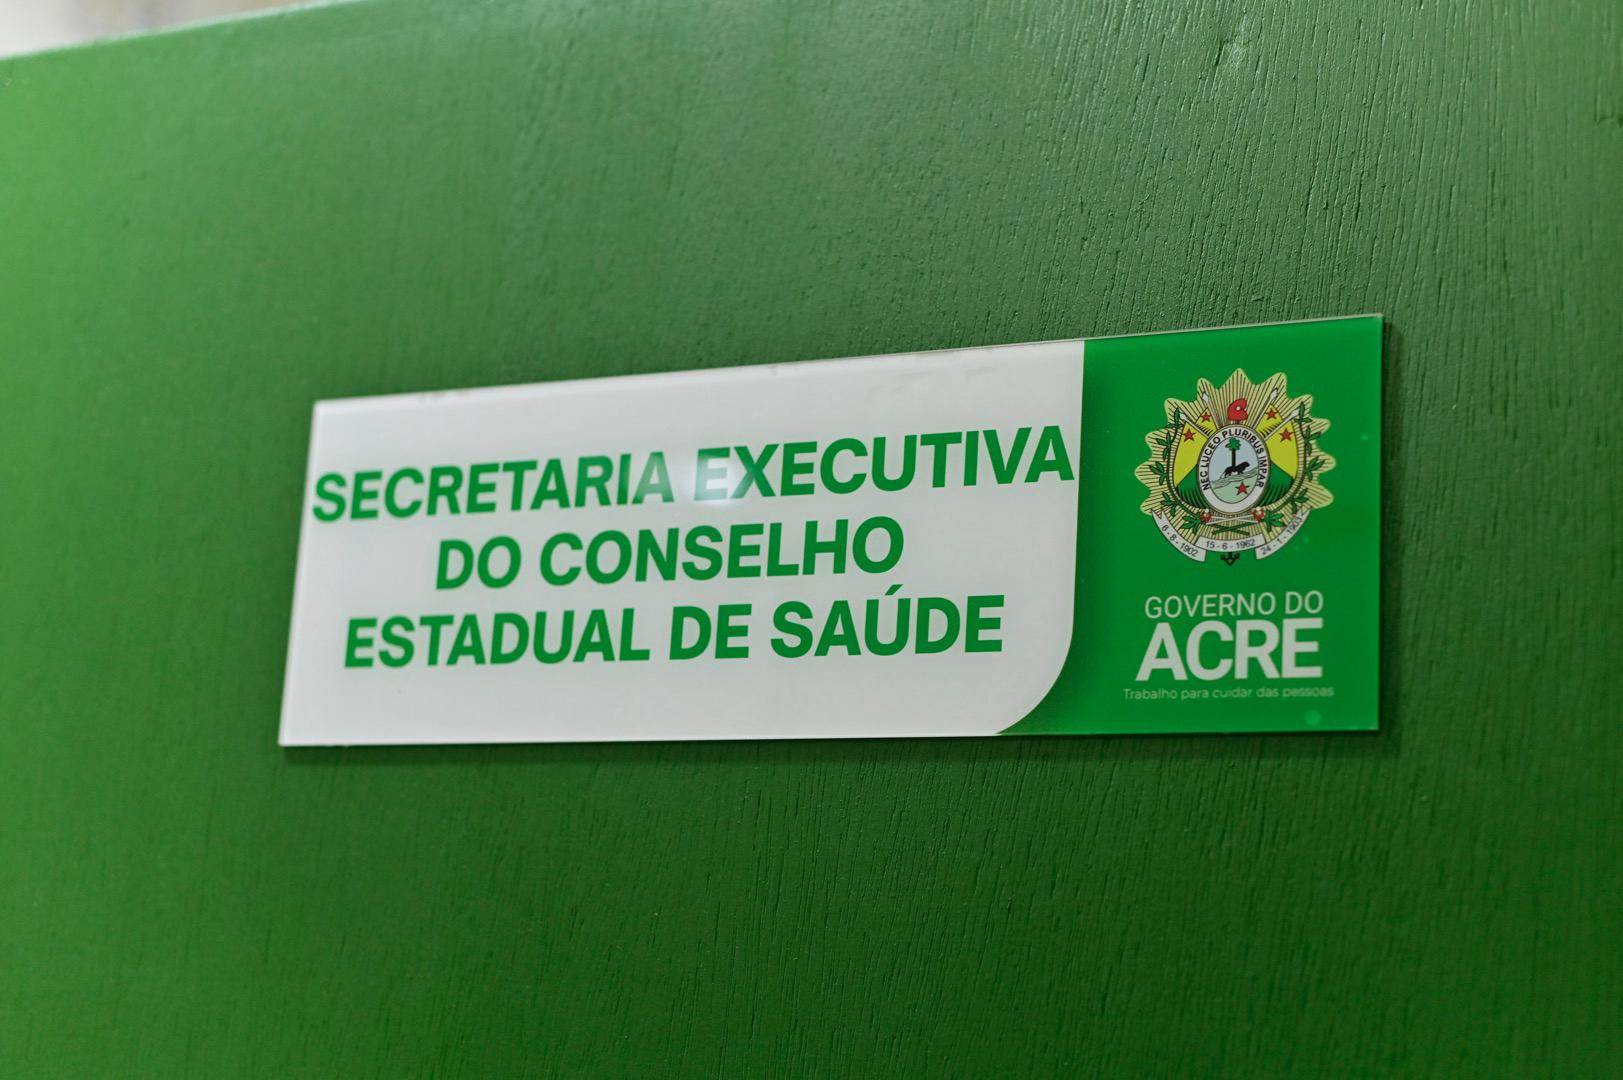 SECRETARIA EXECUTIVA
DO CONSELHO
ESTADUAL DE SAÚDE
NEC LUCEO PLURIBUS IMPAR
6 - 8 - 1902
15 - 6 - 1962
24 - 1 - 1903
GOVERNO DO
ACRE
Trabalho para cuidar das pessoas